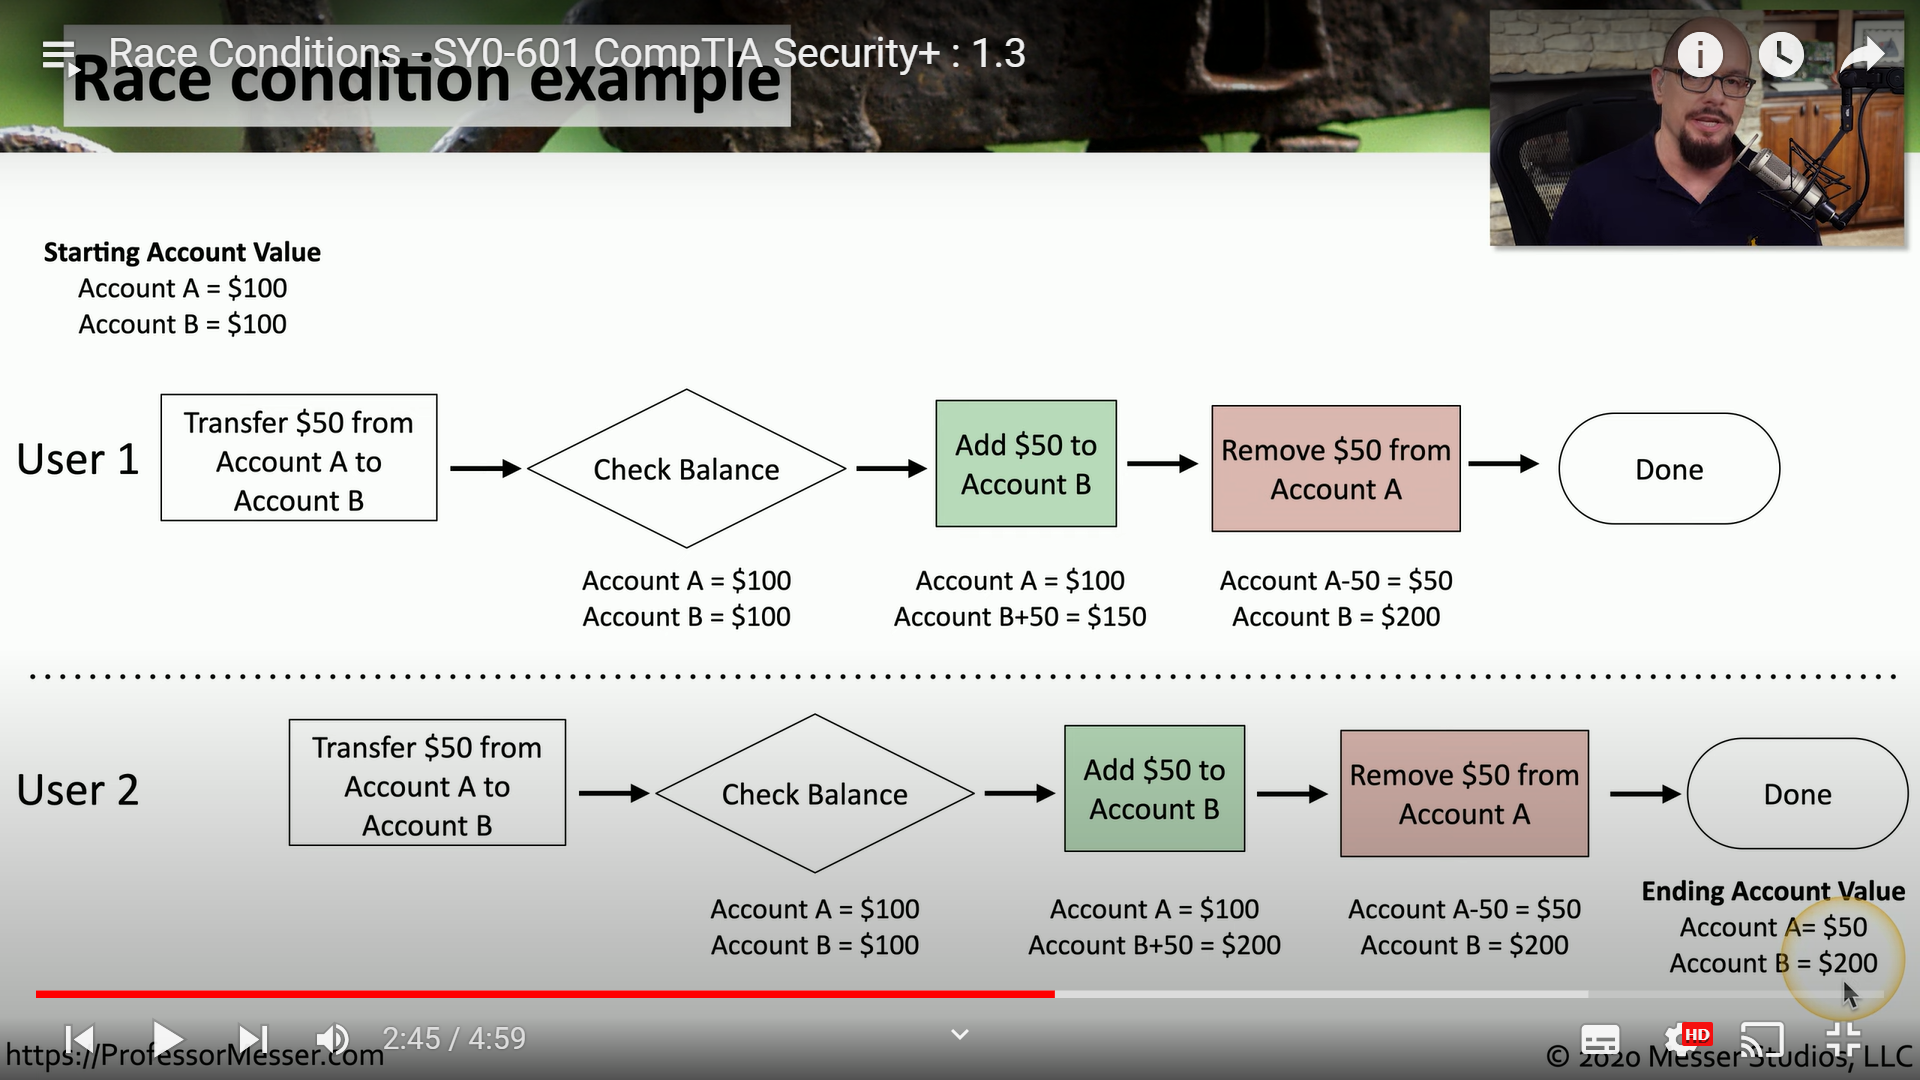 Race Conditions - SY0-601 CompTIA Security+ : 1.3
Race condition example
Starting Account Value
Account A = $100
Account B = $100
User 1
Transfer $50 from
Account A to
Account B
Check Balance
Add $50 to
Account B
Remove $50 from
Account A
Done
Account A = $100
Account B = $100
Account A = $100
Account B+50 = $150
Account A-50 = $50
Account B = $200
User 2
Transfer $50 from
Account A to
Account B
Check Balance
Add $50 to
Account B
Remove $50 from
Account A
Done
Account A = $100
Account B = $100
Account A = $100
Account B+50 = $200
Account A-50 = $50
Account B = $200
Ending Account Value
Account A= $50
Account B = $200
2:45 / 4:59
HD
https://ProfessorMesser.com
© 2020 Messer Studios, LLC